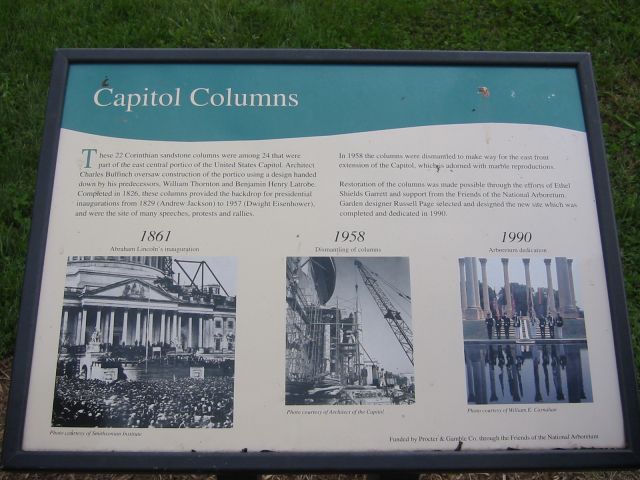 Capitol Columns
These 22 Corinthian sandstone columns were among 24 that were
part of the east central portico of the United States Capitol. Architect
Charles Bulfinch oversaw construction of the portico using a design handed
down by his predecessors, William Thornton and Benjamin Henry Latrobe.
Completed in 1826, these columns provided the backdrop for presidential
inaugurations from 1829 (Andrew Jackson) to 1957 (Dwight Eisenhower),
and were the site of many speeches, protests and rallies.
In 1958 the columns were dismantled to make way for the east front
extension of the Capitol, which is adorned with marble reproductions.
Restoration of the columns was made possible through the efforts of Ethel
Shields Garrett and support from the Friends of the National Arboretum.
Garden designer Russell Page selected and designed the new site which was
completed and dedicated in 1990.
1861
Abraham Lincoln's inauguration
Photo courtesy of Smithsonian Institute
1958
Dismantling of columns
Photo courtesy of Architect of the Capitol
1990
Arboretum dedication
Photo courtesy of William E. Carnahan
Funded by Procter & Gamble Co. through the Friends of the National Arboretum